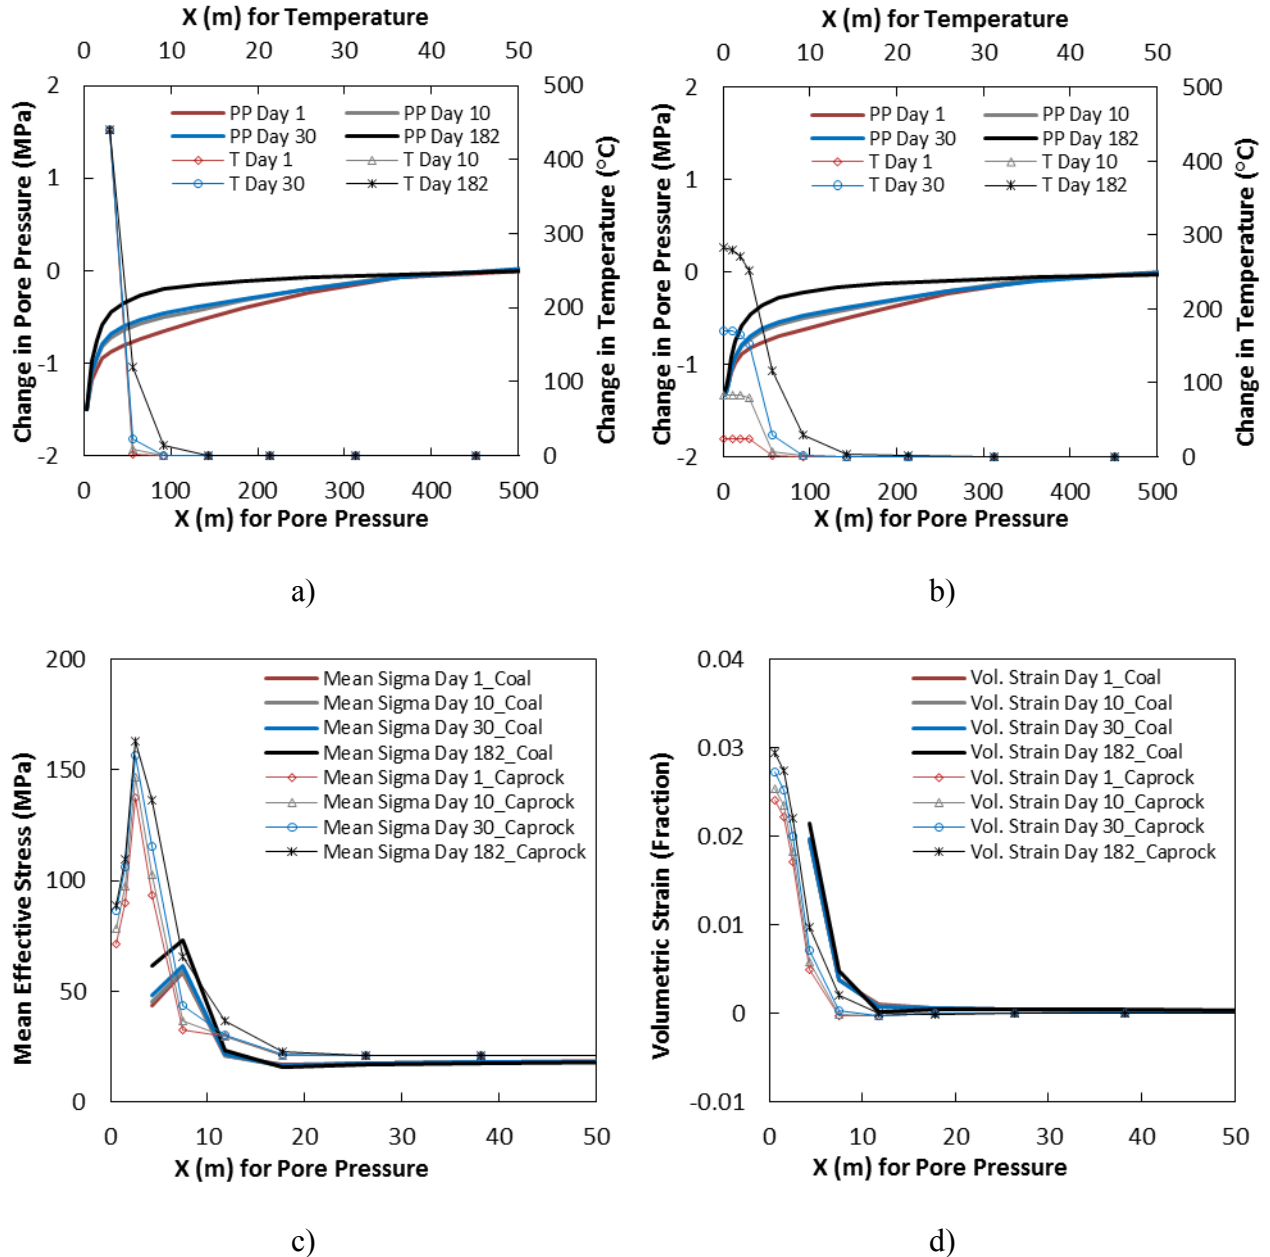 X (m) for Temperature
0 10 20 30 40 50
Change in Pore Pressure (MPa)
2
1
0
-1
-2
500
400
300
200
100
0
Change in Temperature (°C)
PP Day 1 PP Day 10
PP Day 30 PP Day 182
T Day 1 T Day 10
T Day 30 T Day 182
0 100 200 300 400 500
X (m) for Pore Pressure
a)
X (m) for Temperature
0 10 20 30 40 50
Change in Pore Pressure (MPa)
2
1
0
-1
-2
500
400
300
200
100
0
Change in Temperature (°C)
PP Day 1 PP Day 10
PP Day 30 PP Day 182
T Day 1 T Day 10
T Day 30 T Day 182
0 100 200 300 400 500
X (m) for Pore Pressure
b)
Mean Effective Stress (MPa)
200
150
100
50
0
Mean Sigma Day 1_Coal
Mean Sigma Day 10_Coal
Mean Sigma Day 30_Coal
Mean Sigma Day 182_Coal
Mean Sigma Day 1_Caprock
Mean Sigma Day 10_Caprock
Mean Sigma Day 30_Caprock
Mean Sigma Day 182_Caprock
0 10 20 30 40 50
X (m) for Pore Pressure
c)
Volumetric Strain (Fraction)
0.04
0.03
0.02
0.01
0
-0.01
Vol. Strain Day 1_Coal
Vol. Strain Day 10_Coal
Vol. Strain Day 30_Coal
Vol. Strain Day 182_Coal
Vol. Strain Day 1_Caprock
Vol. Strain Day 10_Caprock
Vol. Strain Day 30_Caprock
Vol. Strain Day 182_Caprock
0 10 20 30 40 50
X (m) for Pore Pressure
d)